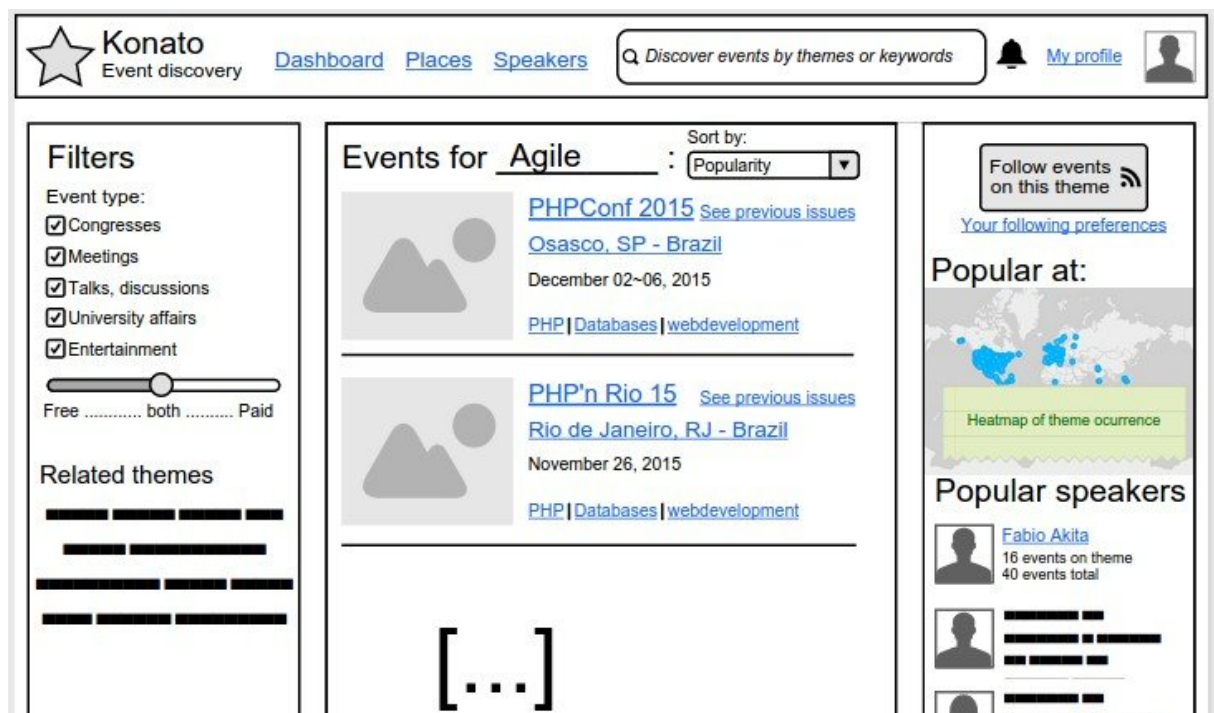 Konato
Event discovery
Dashboard Places Speakers
Discover events by themes or keywords
My profile
Filters
Event type:
Congresses
Meetings
Talks, discussions
University affairs
Entertainment
Free ............ both .......... Paid
Related themes
Events for _Agile______ :
Sort by:
Popularity
PHPConf 2015 See previous issues
Osasco, SP - Brazil
December 02~06, 2015
PHP|Databases|webdevelopment
PHP'n Rio 15 See previous issues
Rio de Janeiro, RJ - Brazil
November 26, 2015
PHP|Databases|webdevelopment
[...]
Follow events
on this theme
Your following preferences
Popular at:
Heatmap of theme ocurrence
Popular speakers
Fabio Akita
16 events on theme
40 events total